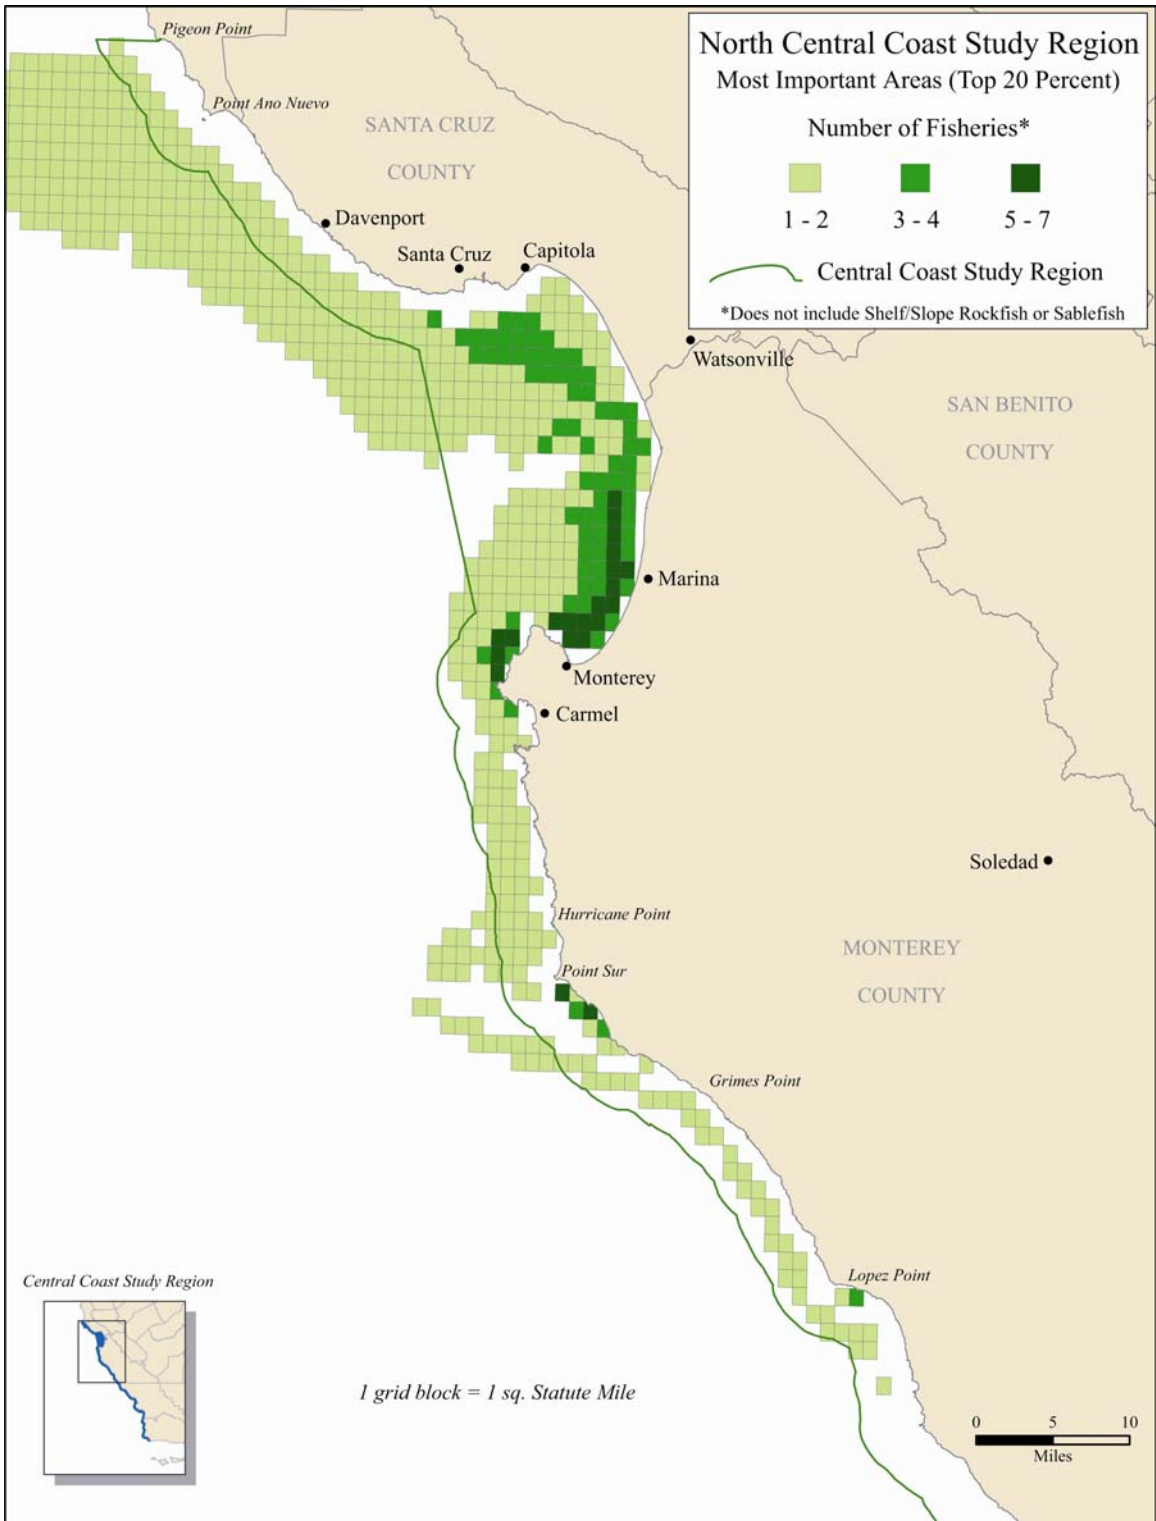 Pigeon Point
North Central Coast Study Region
Most Important Areas (Top 20 Percent)
Point Ano Nuevo
Number of Fisheries*
SANTA CRUZ
COUNTY
1 - 2
3 - 4
5 - 7
Davenport
Santa Cruz
Capitola
Central Coast Study Region
*Does not include Shelf/Slope Rockfish or Sablefish
Watsonville
SAN BENITO
COUNTY
Marina
Monterey
Carmel
Soledad
Hurricane Point
MONTEREY
COUNTY
Point Sur
Grimes Point
Lopez Point
Central Coast Study Region
1 grid block = 1 sq. Statute Mile
0 5 10
Miles